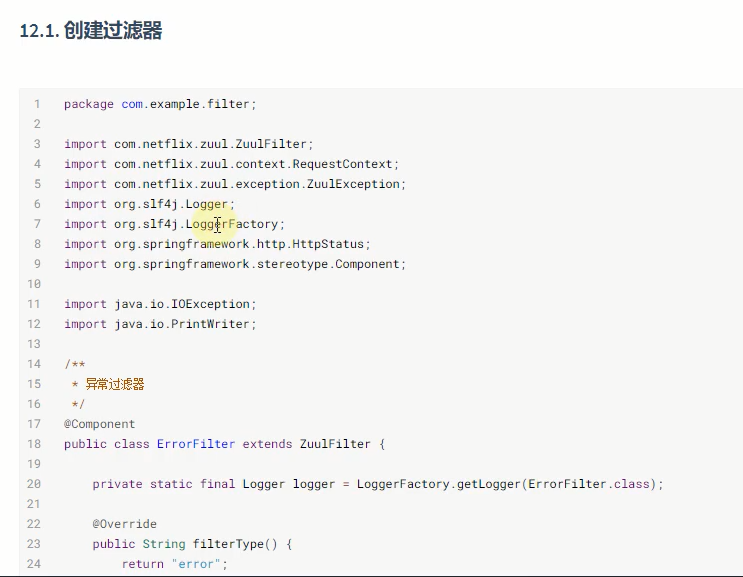 12.1. 创建过滤器
1 package com.example.filter;
2
3 import com.netflix.zuul.ZuulFilter;
4 import com.netflix.zuul.context.RequestContext;
5 import com.netflix.zuul.exception.ZuulException;
6 import org.slf4j.Logger;
7 import org.slf4j.LoggerFactory;
8 import org.springframework.http.HttpStatus;
9 import org.springframework.stereotype.Component;
10
11 import java.io.IOException;
12 import java.io.PrintWriter;
13
14 /**
15  * 异常过滤器
16  */
17 @Component
18 public class ErrorFilter extends ZuulFilter {
19
20     private static final Logger logger = LoggerFactory.getLogger(ErrorFilter.class);
21
22     @Override
23     public String filterType() {
24         return "error";